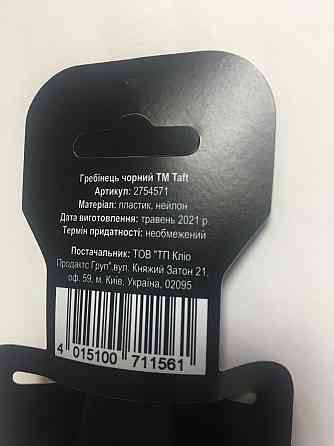 Гребінець чорний ТМ Taft
Артикул: 2754571
Матеріал: пластик, нейлон
Дата виготовлення: травень 2021 р.
Термін придатності: необмежений
Постачальник: ТОВ "ТП Кліо
Продактс Груп",вул. Княжий Затон 21,
оф. 59, м. Київ, Україна, 02095
4 015100 711561